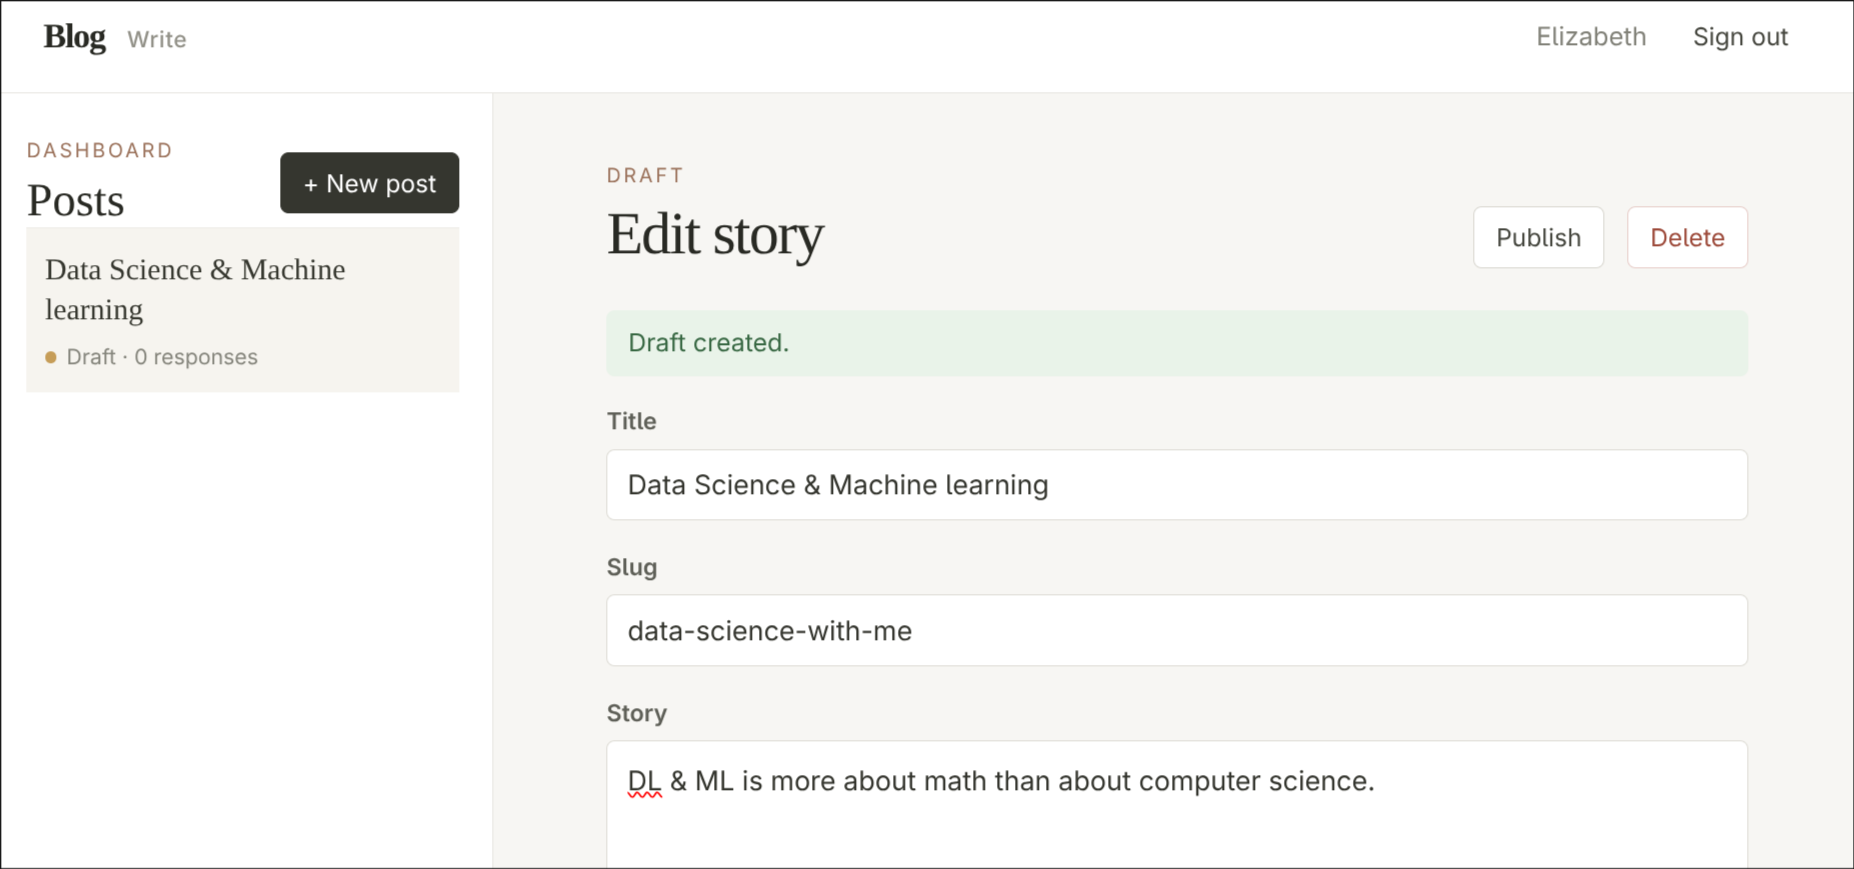 Blog Write Elizabeth Sign out
DASHBOARD
Posts
+ New post
Data Science & Machine
learning
Draft · 0 responses
DRAFT
Edit story
Publish Delete
Draft created.
Title
Data Science & Machine learning
Slug
data-science-with-me
Story
DL & ML is more about math than about computer science.